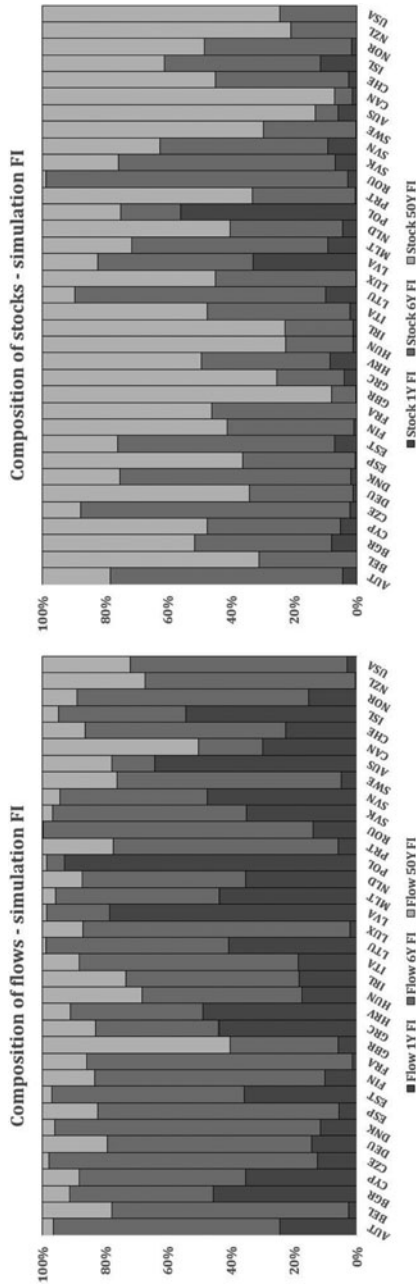 Composition of flows - simulation FI
100%
80%
60%
40%
20%
0%
AUT BEL BGR CYP CZE DEU DNK ESP EST FIN FRA GBR GRC HRV HUN IRL ITA LTU LUX LVA MLT NLD POL PRT ROU SVK SVN SWE AUS CAN CHE ISL NOR NZL USA
Flow 1Y FI Flow 6Y FI Flow 50Y FI
Composition of stocks - simulation FI
100%
80%
60%
40%
20%
0%
AUT BEL BGR CYP CZE DEU DNK ESP EST FIN FRA GBR GRC HRV HUN IRL ITA LTU LUX LVA MLT NLD POL PRT ROU SVK SVN SWE AUS CAN CHE ISL NOR NZL USA
Stock 1Y FI Stock 6Y FI Stock 50Y FI